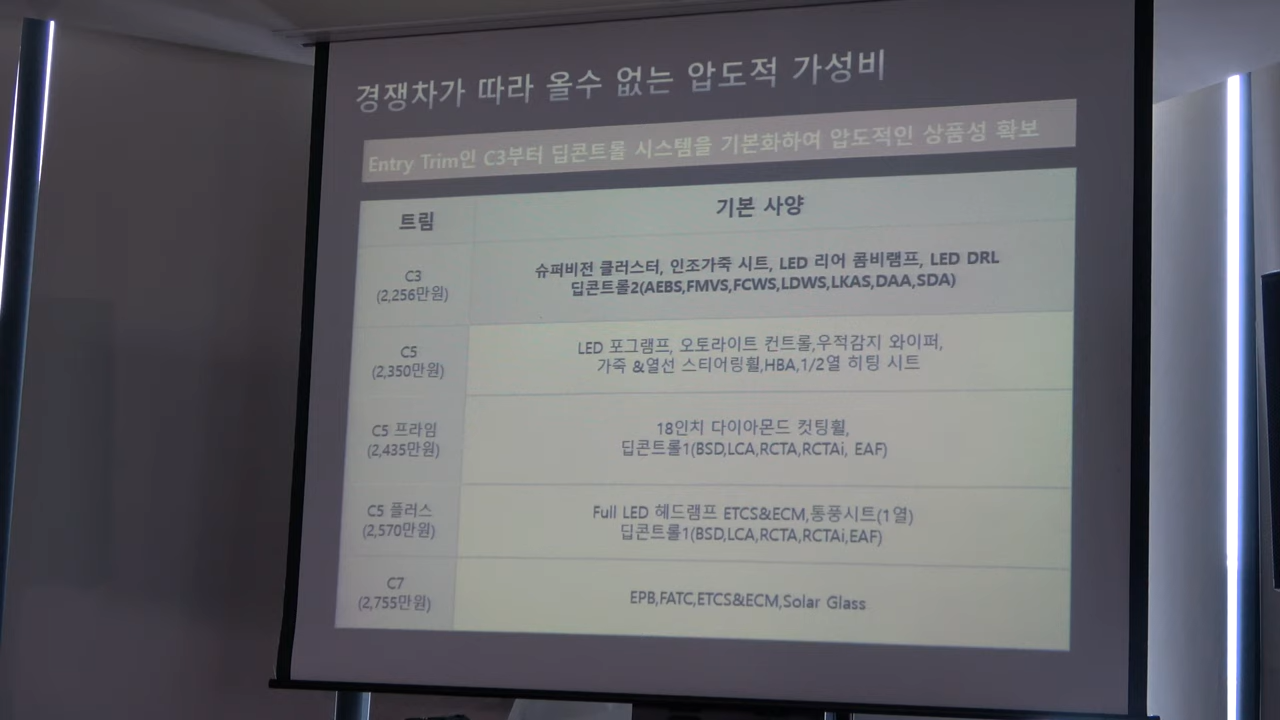 경쟁차가 따라 올수 없는 압도적 가성비
Entry Trim인 C3부터 딥콘트롤 시스템을 기본화하여 압도적인 상품성 확보
트림
기본 사양
C3
(2,256만원)
슈퍼비전 클러스터, 인조가죽 시트, LED 리어 콤비램프, LED DRL
딥콘트롤2(AEBS,FMVS,FCWS,LDWS,LKAS,DAA,SDA)
C5
(2,350만원)
LED 포그램프, 오토라이트 컨트롤,우적감지 와이퍼,
가죽 &열선 스티어링휠,HBA,1/2열 히팅 시트
C5 프라임
(2,435만원)
18인치 다이아몬드 컷팅휠,
딥콘트롤1(BSD,LCA,RCTA,RCTAi, EAF)
C5 플러스
(2,570만원)
Full LED 헤드램프 ETCS&ECM,통풍시트(1열)
딥콘트롤1(BSD,LCA,RCTA,RCTAi,EAF)
C7
(2,755만원)
EPB,FATC,ETCS&ECM,Solar Glass